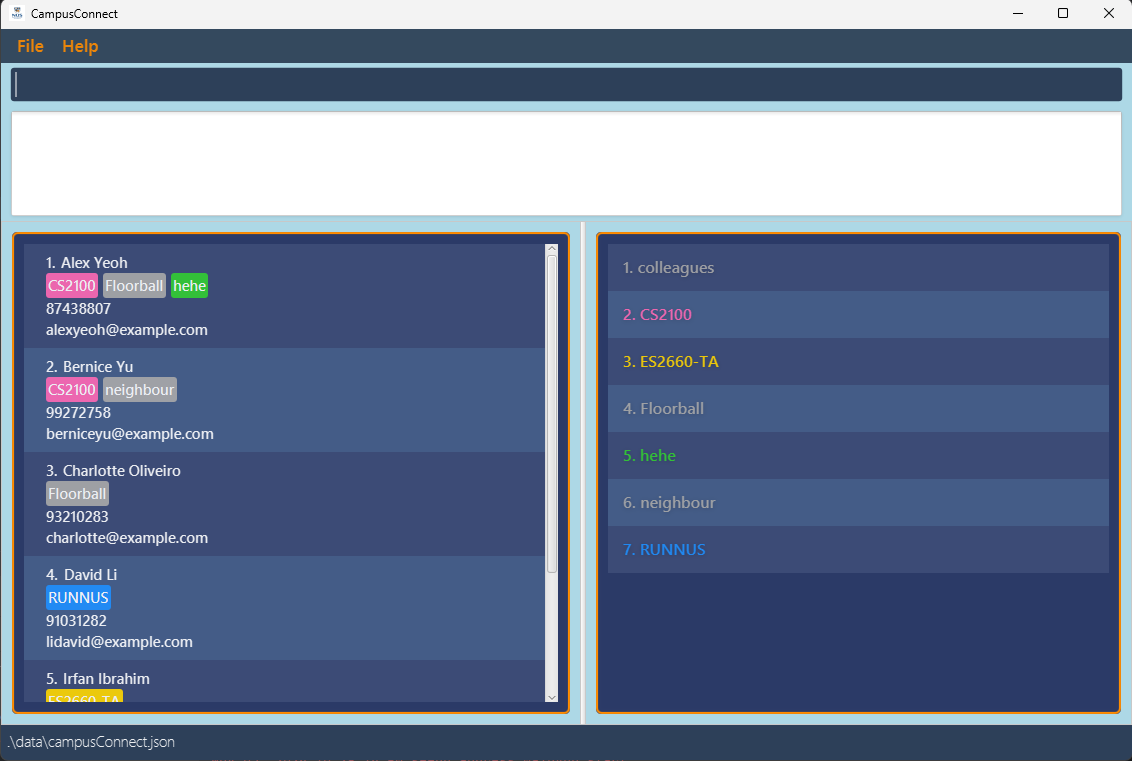 CampusConnect
File Help
1. Alex Yeoh
CS2100 Floorball hehe
87438807
alexyeoh@example.com
2. Bernice Yu
CS2100 neighbour
99272758
berniceyu@example.com
3. Charlotte Oliveiro
Floorball
93210283
charlotte@example.com
4. David Li
RUNNUS
91031282
lidavid@example.com
5. Irfan Ibrahim
ES2660-TA
1. colleagues
2. CS2100
3. ES2660-TA
4. Floorball
5. hehe
6. neighbour
7. RUNNUS
.\data\campusConnect.json